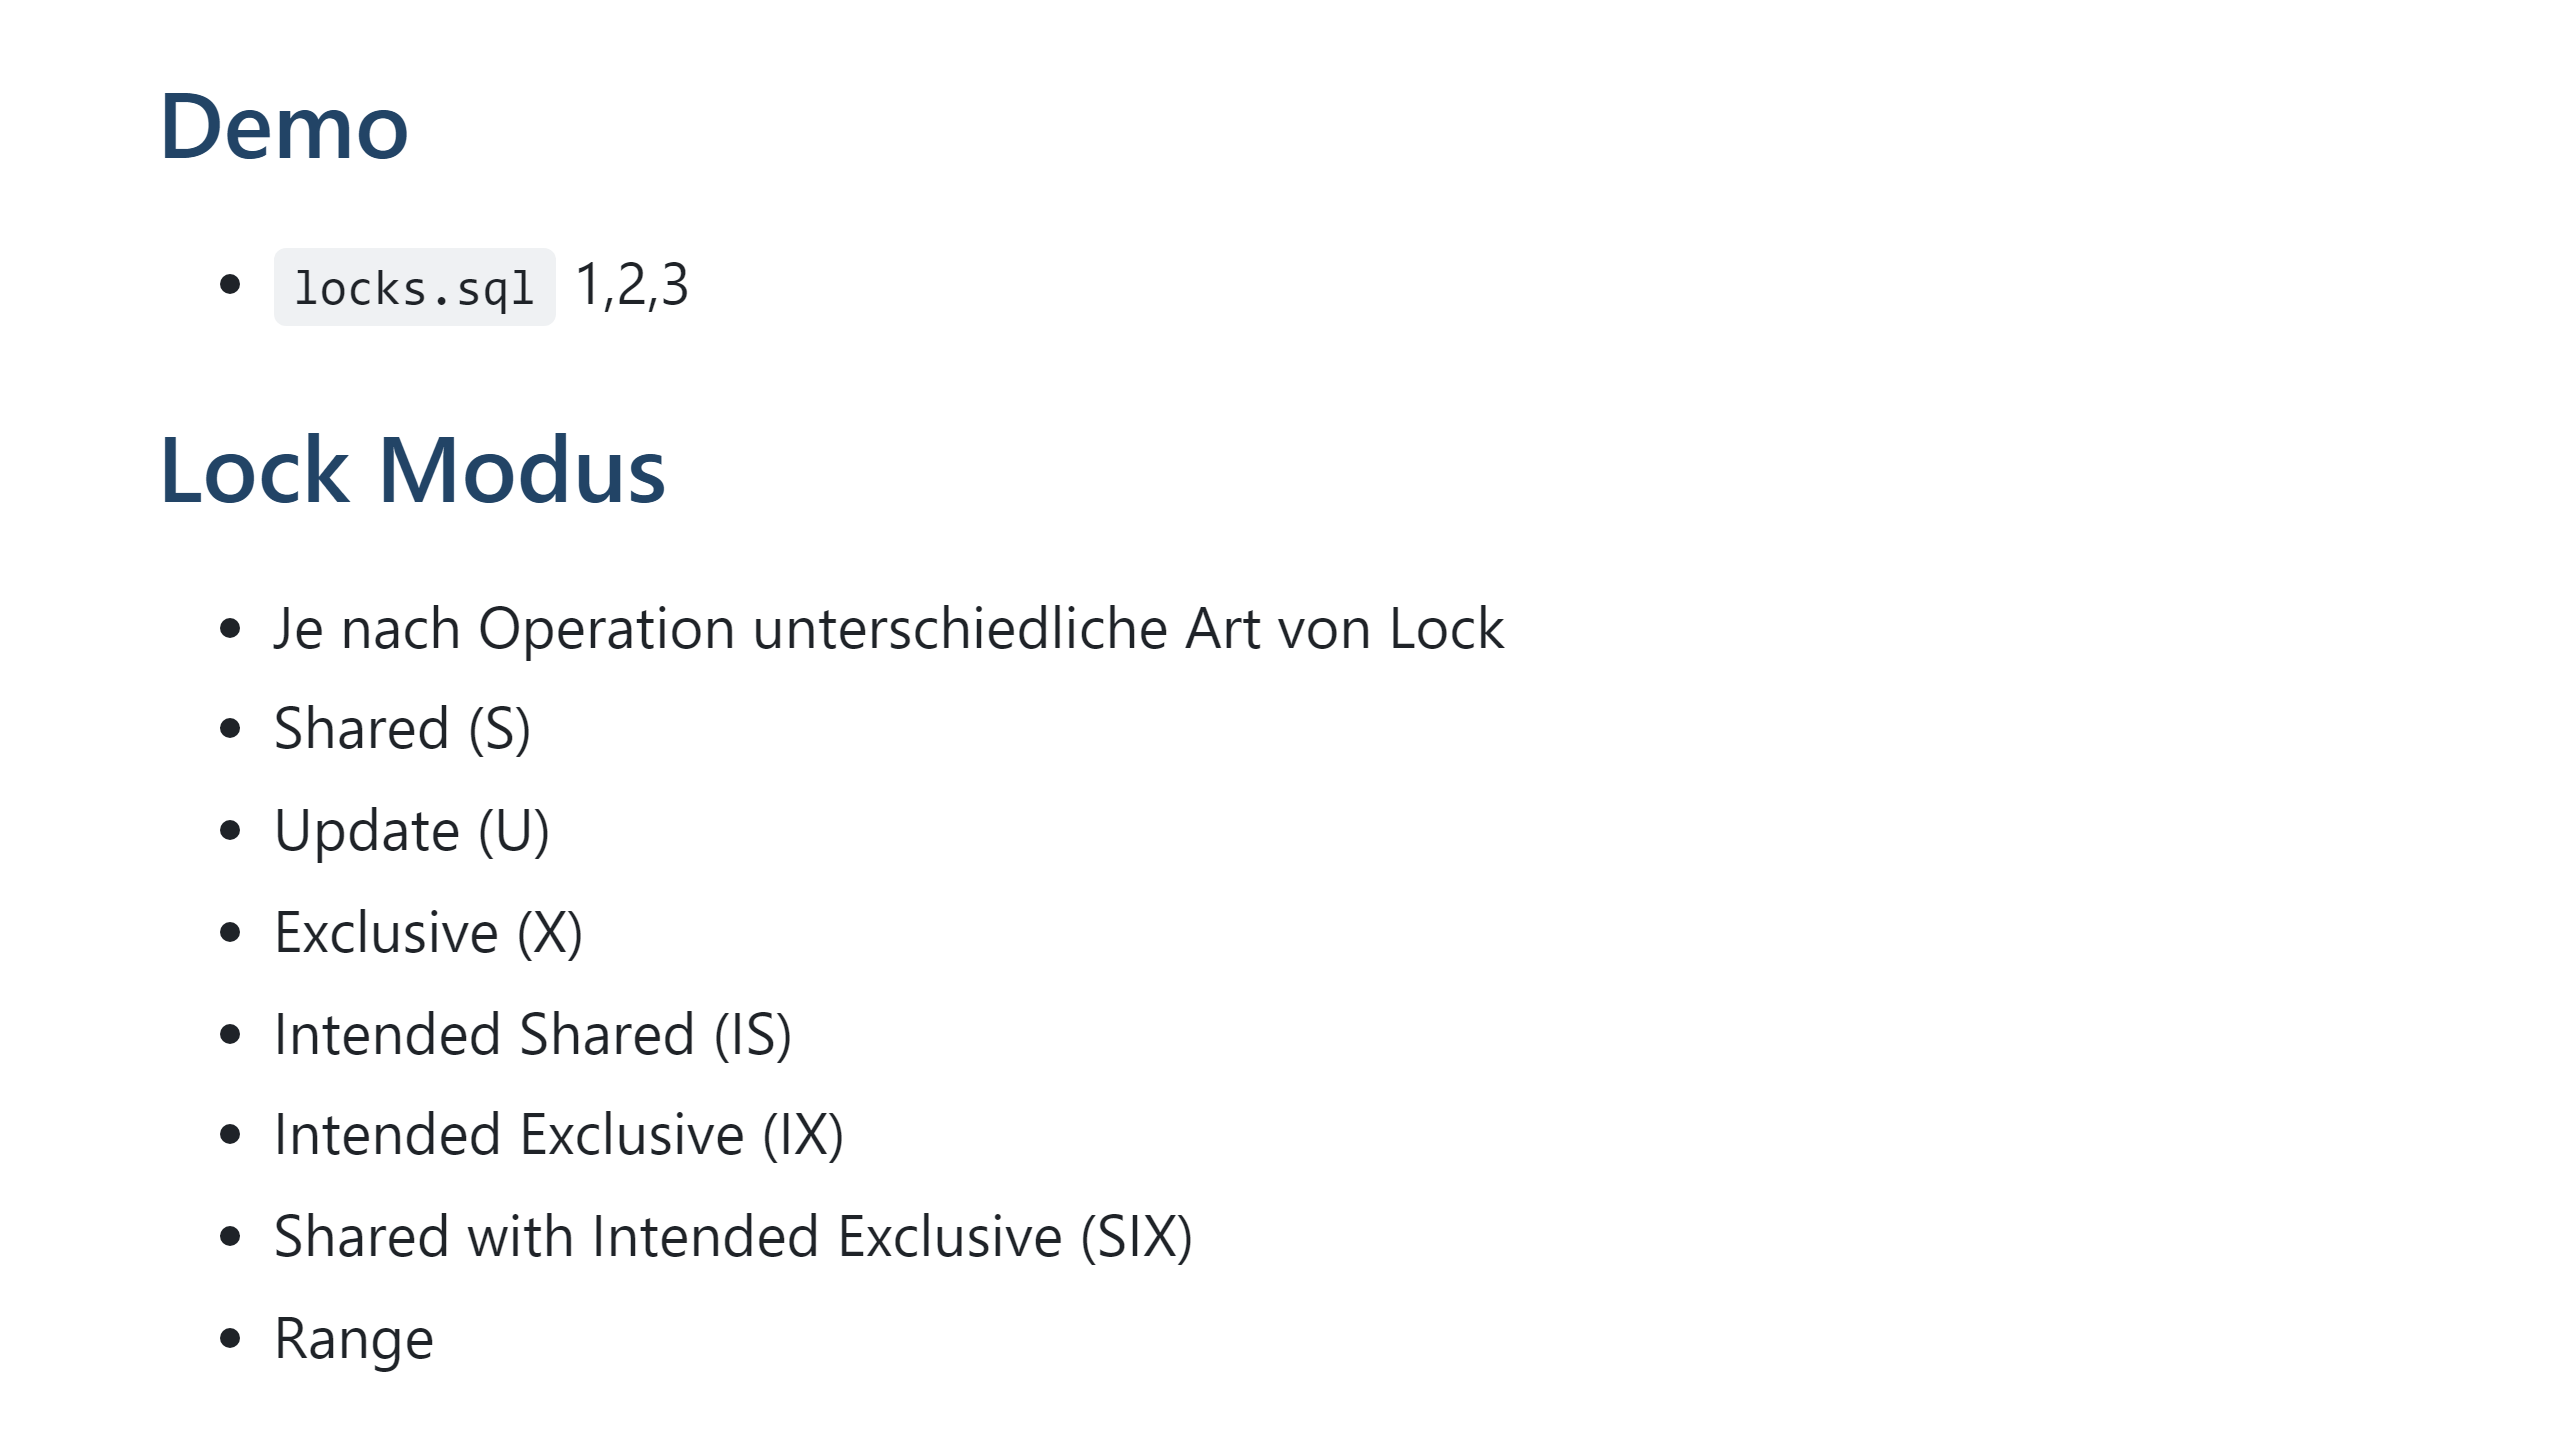 Demo
locks.sql 1,2,3
Lock Modus
Je nach Operation unterschiedliche Art von Lock
Shared (S)
Update (U)
Exclusive (X)
Intended Shared (IS)
Intended Exclusive (IX)
Shared with Intended Exclusive (SIX)
Range